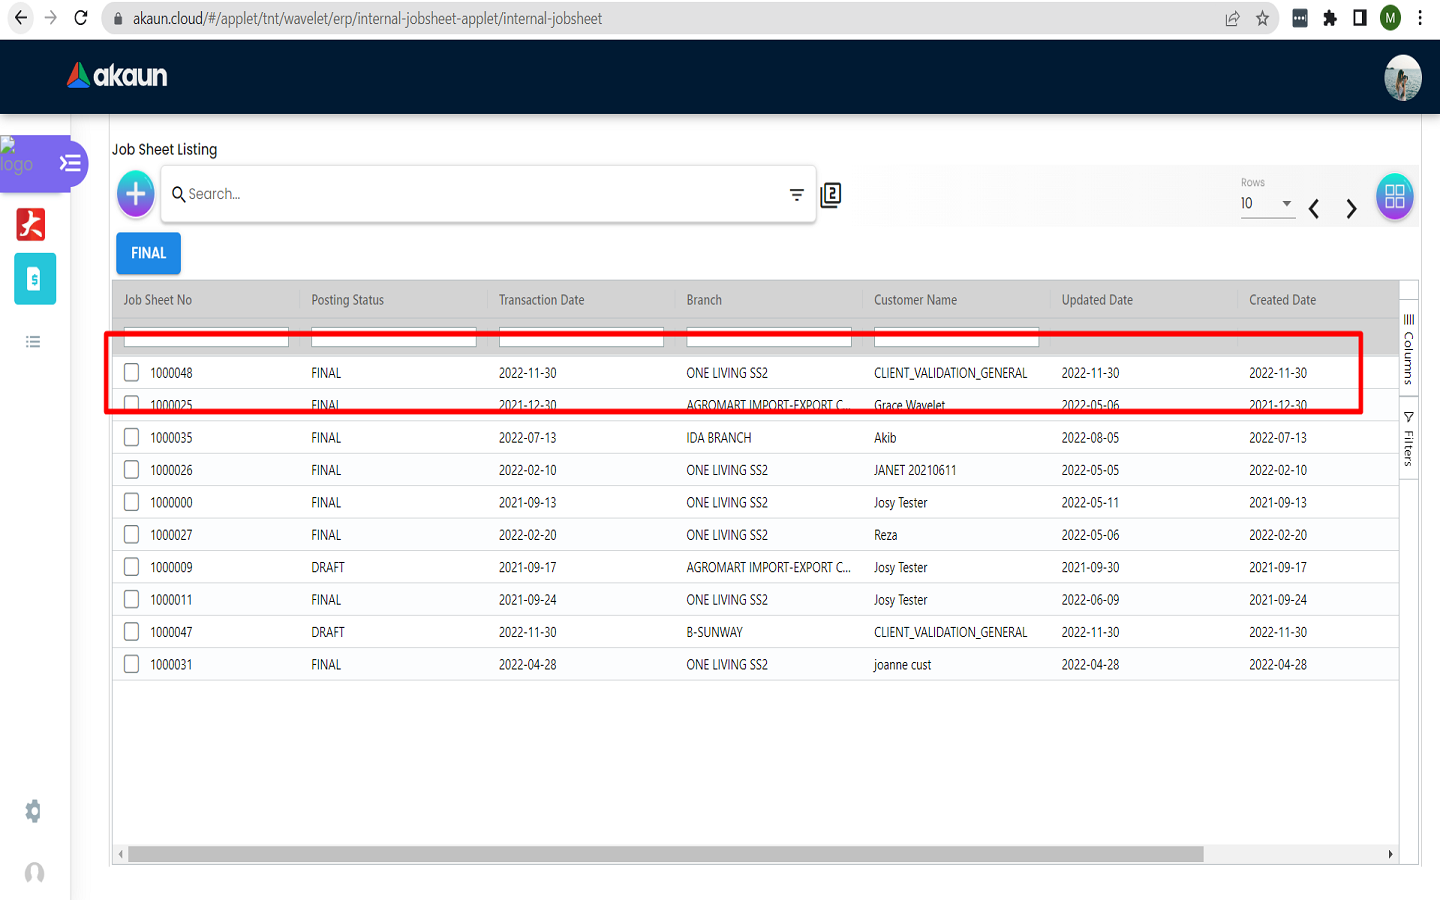 akaun.cloud/#/applet/tnt/wavelet/erp/internal-jobsheet-applet/internal-jobsheet
M
akaun
logo
Job Sheet Listing
Search...
2
Rows
10
FINAL
Job Sheet No Posting Status Transaction Date Branch Customer Name Updated Date Created Date
1000048 FINAL 2022-11-30 ONE LIVING SS2 CLIENT_VALIDATION_GENERAL 2022-11-30 2022-11-30
1000025 FINAL 2021-12-30 AGROMART IMPORT-EXPORT C... Grace Wavelet 2022-05-06 2021-12-30
1000035 FINAL 2022-07-13 IDA BRANCH Akib 2022-08-05 2022-07-13
1000026 FINAL 2022-02-10 ONE LIVING SS2 JANET 20210611 2022-05-05 2022-02-10
1000000 FINAL 2021-09-13 ONE LIVING SS2 Josy Tester 2022-05-11 2021-09-13
1000027 FINAL 2022-02-20 ONE LIVING SS2 Reza 2022-05-06 2022-02-20
1000009 DRAFT 2021-09-17 AGROMART IMPORT-EXPORT C... Josy Tester 2021-09-30 2021-09-17
1000011 FINAL 2021-09-24 ONE LIVING SS2 Josy Tester 2022-06-09 2021-09-24
1000047 DRAFT 2022-11-30 B-SUNWAY CLIENT_VALIDATION_GENERAL 2022-11-30 2022-11-30
1000031 FINAL 2022-04-28 ONE LIVING SS2 joanne cust 2022-04-28 2022-04-28
Columns
Filters